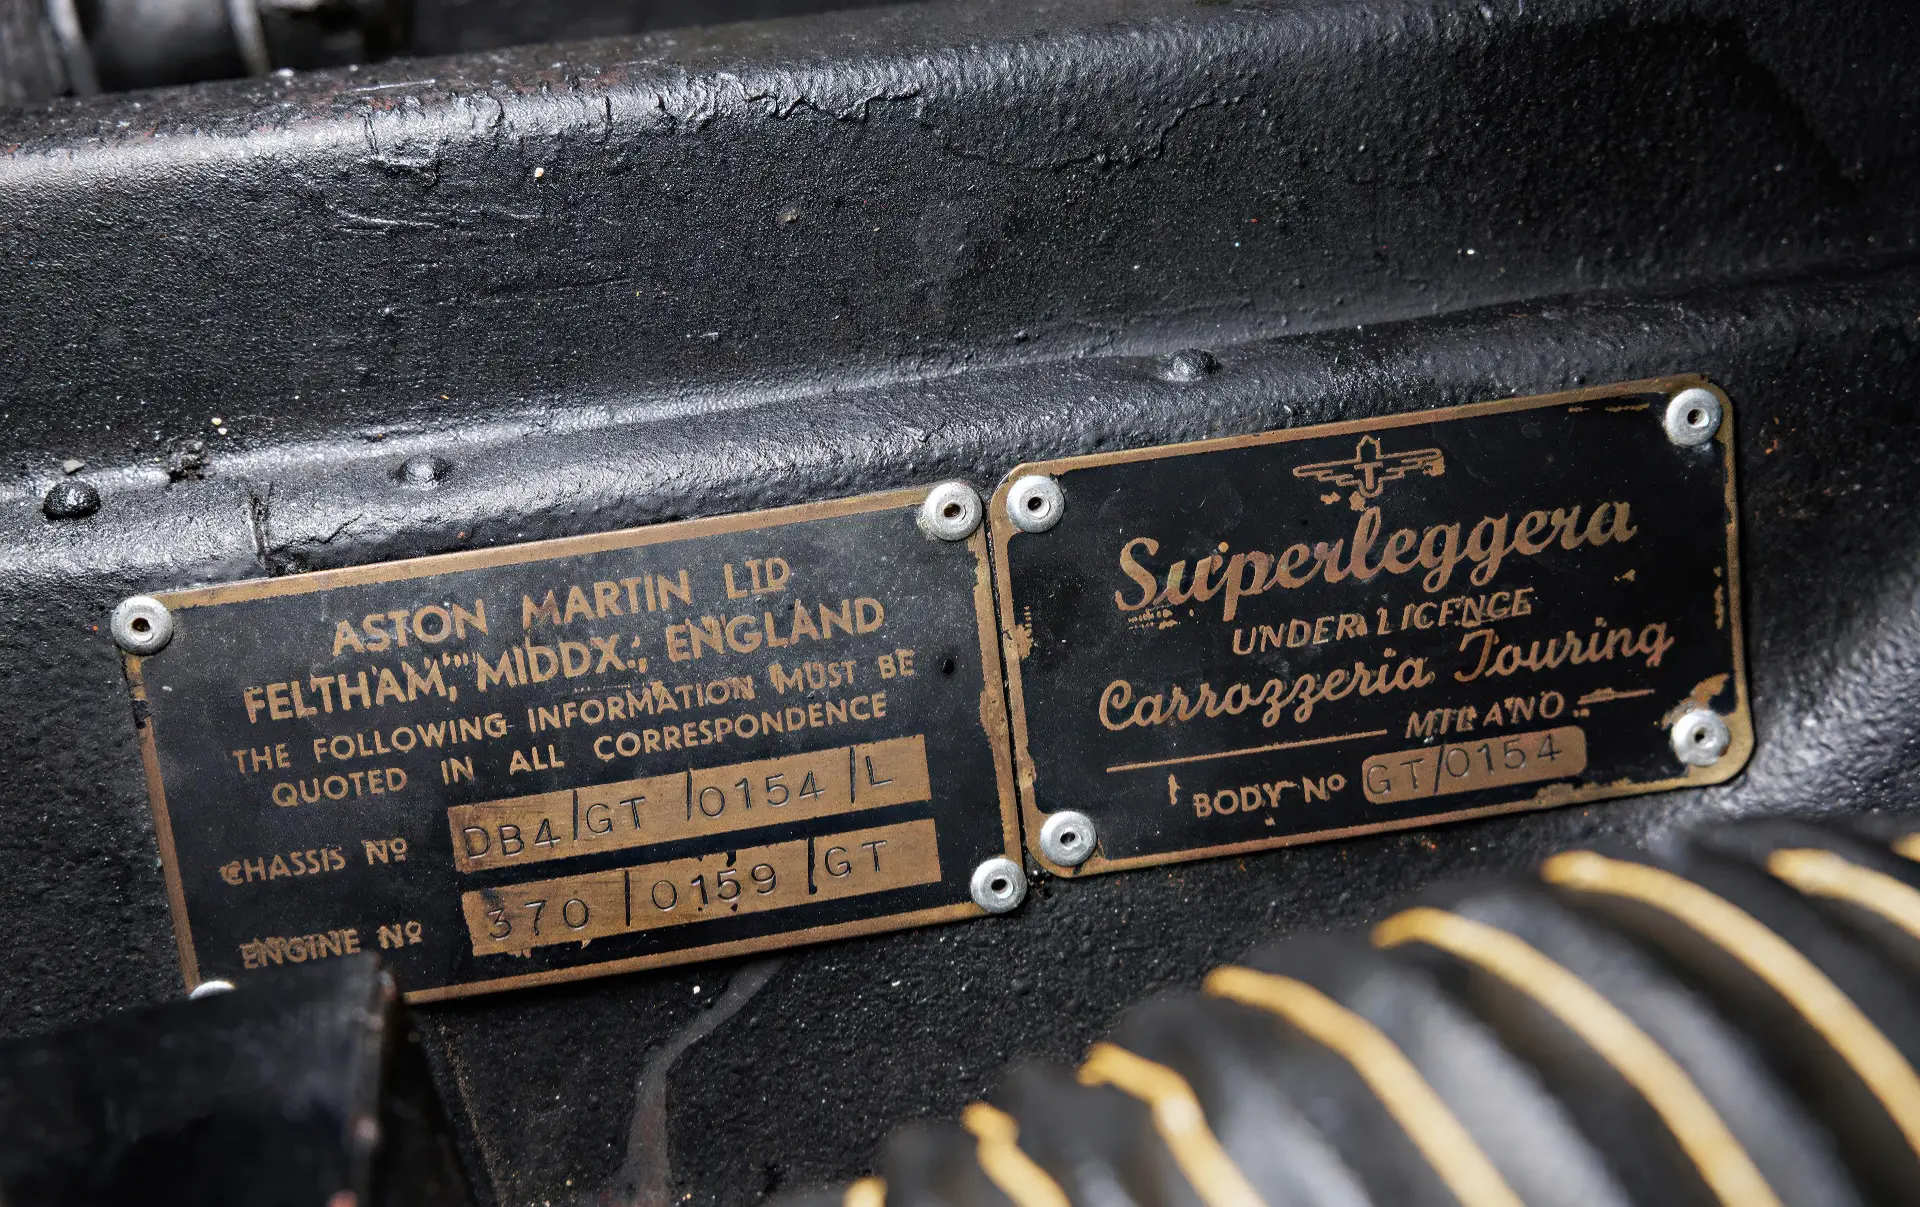 ASTON MARTIN LTD
FELTHAM, MIDDX., ENGLAND
THE FOLLOWING INFORMATION MUST BE
QUOTED IN ALL CORRESPONDENCE
CHASSIS Nº DB4/GT/0154/L
ENGINE Nº 370/0159/GT
T
Superleggera
UNDER LICENCE
Carrozzeria Touring
MILANO
BODY Nº GT/0154